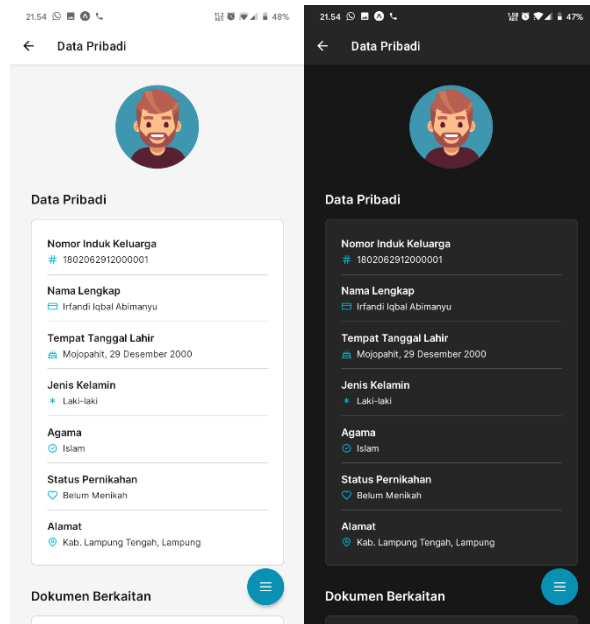 21.54
48%
Data Pribadi
Data Pribadi
Nomor Induk Keluarga
# 1802062912000001
Nama Lengkap
Irfandi Iqbal Abimanyu
Tempat Tanggal Lahir
Mojopahit, 29 Desember 2000
Jenis Kelamin
* Laki-laki
Agama
Islam
Status Pernikahan
Belum Menikah
Alamat
Kab. Lampung Tengah, Lampung
Dokumen Berkaitan
21.54
47%
Data Pribadi
Data Pribadi
Nomor Induk Keluarga
# 1802062912000001
Nama Lengkap
Irfandi Iqbal Abimanyu
Tempat Tanggal Lahir
Mojopahit, 29 Desember 2000
Jenis Kelamin
* Laki-laki
Agama
Islam
Status Pernikahan
Belum Menikah
Alamat
Kab. Lampung Tengah, Lampung
Dokumen Berkaitan